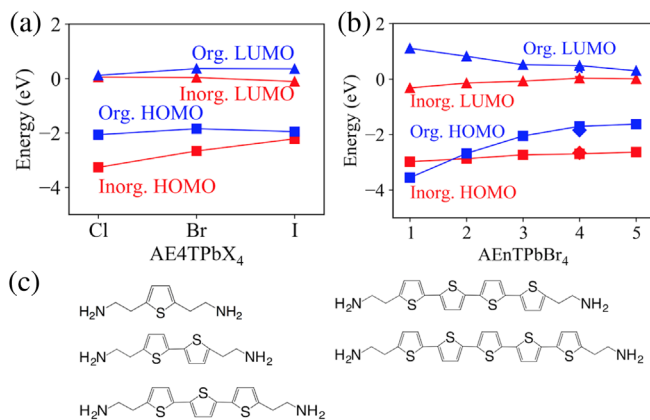 (a)
2
0
−2
−4
Energy (eV)
Org. LUMO
Inorg. LUMO
Org. HOMO
Inorg. HOMO
Cl
Br
I
AE4TPbX₄
(b)
2
0
−2
−4
Energy (eV)
Org. LUMO
Inorg. LUMO
Org. HOMO
Inorg. HOMO
1
2
3
4
5
AEnTPbBr₄
(c)
H₂N S NH₂
H₂N S S NH₂
H₂N S S S NH₂
H₂N S S S S NH₂
H₂N S S S S S NH₂